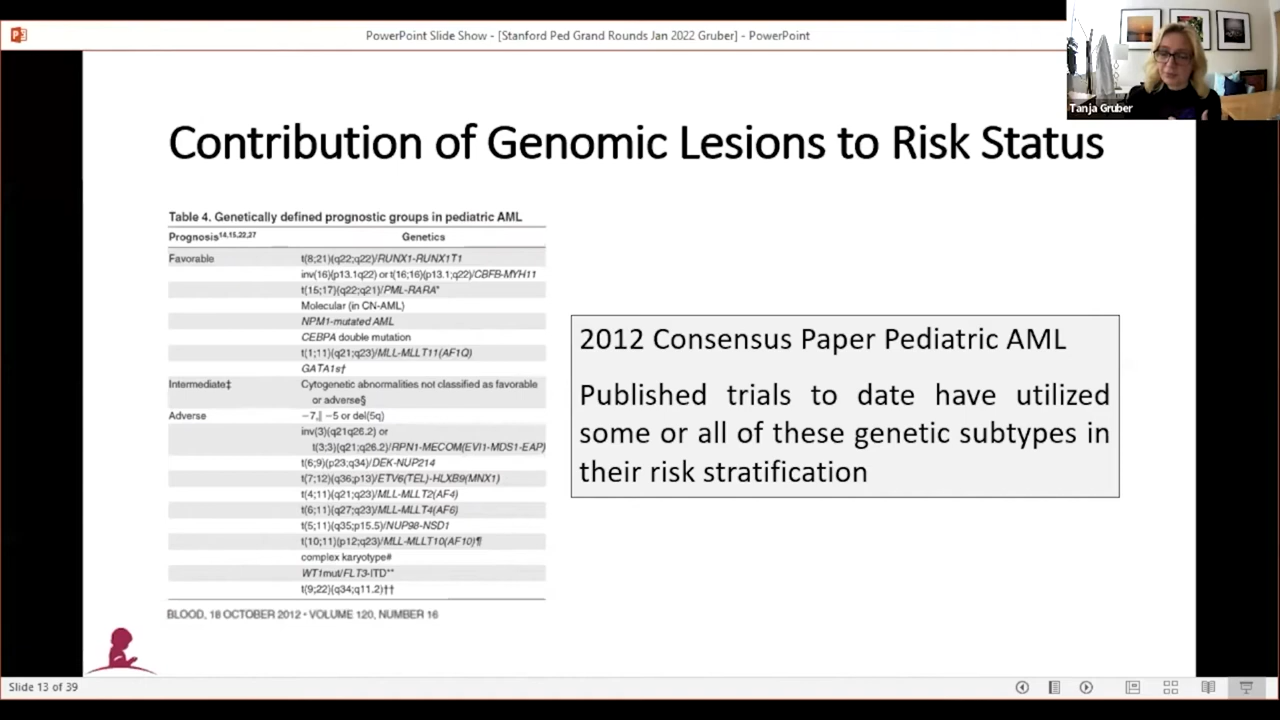 PowerPoint Slide Show - [Stanford Ped Grand Rounds Jan 2022 Gruber] - PowerPoint
Tanja Gruber
Contribution of Genomic Lesions to Risk Status
Table 4. Genetically defined prognostic groups in pediatric AML
Prognosis14,15,22,37 Genetics
Favorable t(8;21)(q22;q22)/RUNX1-RUNX1T1
inv(16)(p13.1q22) or t(16;16)(p13.1;q22)/CBFB-MYH11
t(15;17)(q22;q21)/PML-RARA*
Molecular (in CN-AML)
NPM1-mutated AML
CEBPA double mutation
t(1;11)(q21;q23)/MLL-MLLT11(AF1Q)
GATA1s†
Intermediate‡ Cytogenetic abnormalities not classified as favorable
or adverse§
Adverse −7,‖ −5 or del(5q)
inv(3)(q21q26.2) or
t(3;3)(q21;q26.2)/RPN1-MECOM(EVI1-MDS1-EAP)
t(6;9)(p23;q34)/DEK-NUP214
t(7;12)(q36;p13)/ETV6(TEL)-HLXB9(MNX1)
t(4;11)(q21;q23)/MLL-MLLT2(AF4)
t(6;11)(q27;q23)/MLL-MLLT4(AF6)
t(5;11)(q35;p15.5)/NUP98-NSD1
t(10;11)(p12;q23)/MLL-MLLT10(AF10)¶
complex karyotype#
WT1mut/FLT3-ITD**
t(9;22)(q34;q11.2)††
BLOOD, 18 OCTOBER 2012 • VOLUME 120, NUMBER 16
2012 Consensus Paper Pediatric AML
Published trials to date have utilized
some or all of these genetic subtypes in
their risk stratification
Slide 13 of 39